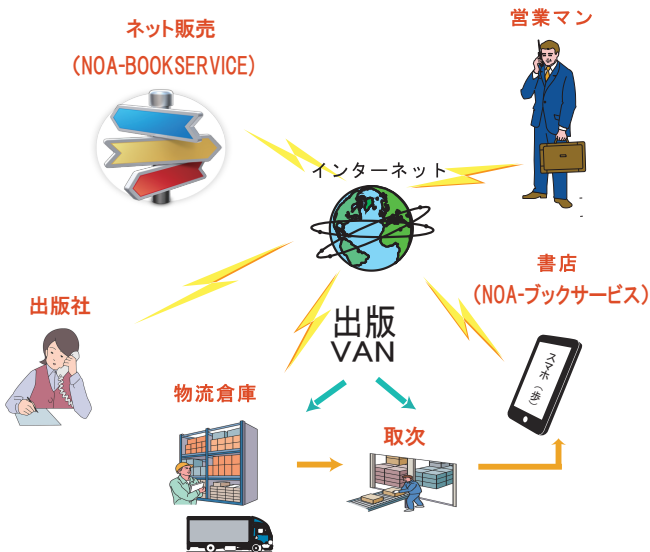 ネット販売
(NOA-BOOKSERVICE)
営業マン
インターネット
書店
(NOA-ブックサービス)
出版社
出版
VAN
スマホ(歩)
物流倉庫
取次